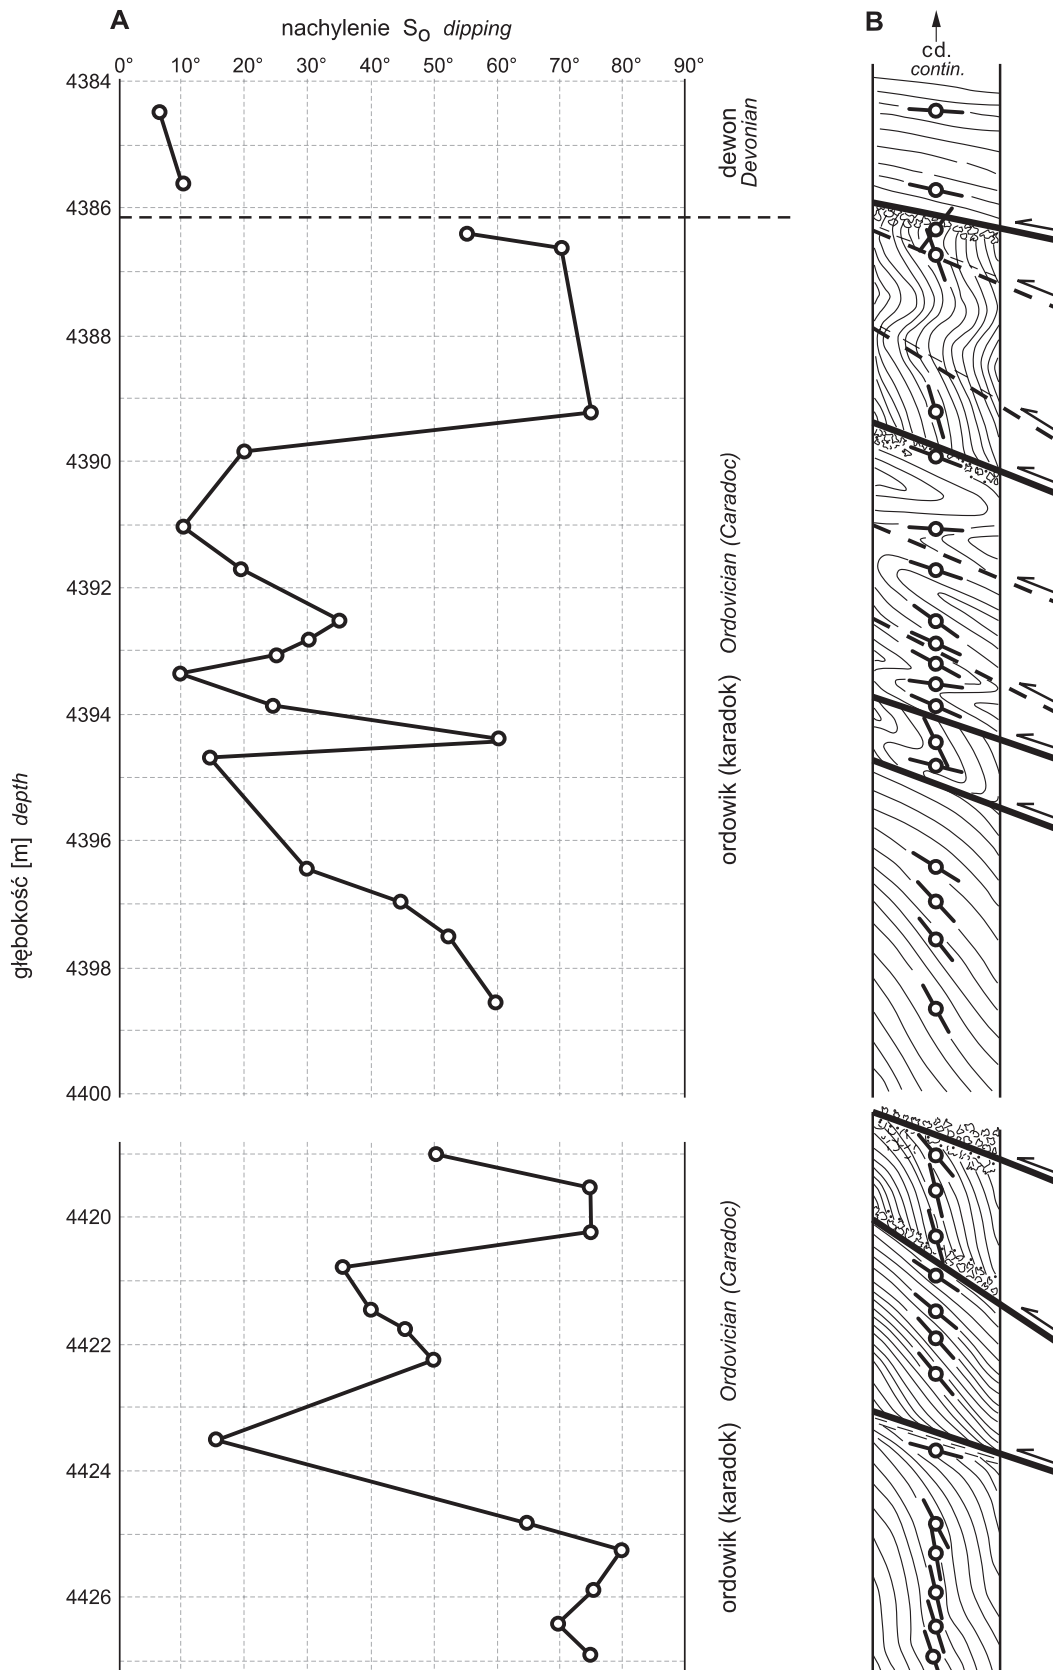 A
nachylenie So dipping
0° 10° 20° 30° 40° 50° 60° 70° 80° 90°
4384
4386
4388
4390
4392
4394
4396
4398
4400
4420
4422
4424
4426
głębokość [m] depth
dewon
Devonian
ordowik (karadok) Ordovician (Caradoc)
ordowik (karadok) Ordovician (Caradoc)
B
cd.
contin.